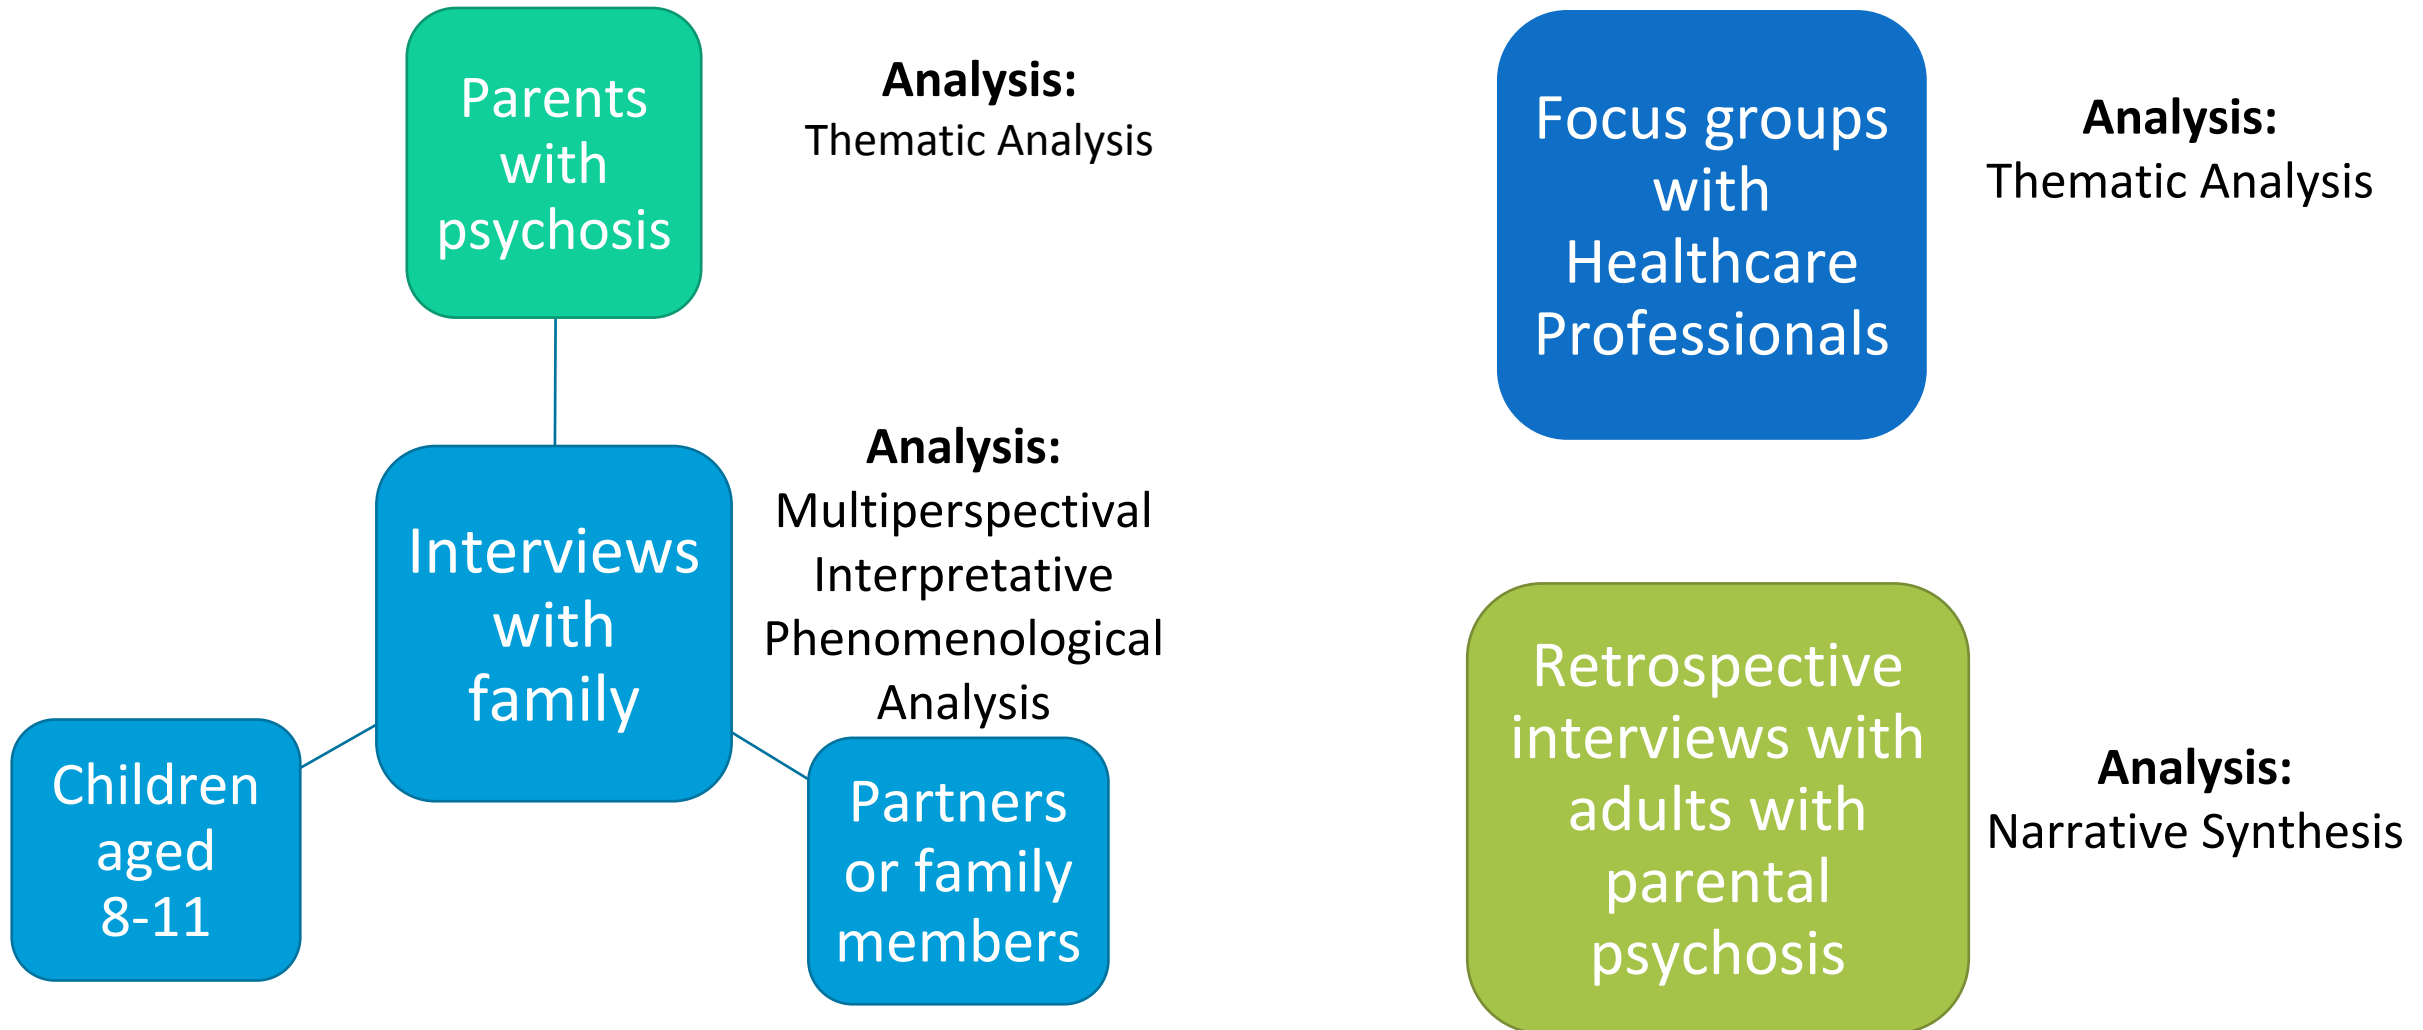 Parents
with
psychosis
Analysis:
Thematic Analysis
Interviews
with
family
Analysis:
Multiperspectival
Interpretative
Phenomenological
Analysis
Children
aged
8-11
Partners
or family
members
Focus groups
with
Healthcare
Professionals
Analysis:
Thematic Analysis
Retrospective
interviews with
adults with
parental
psychosis
Analysis:
Narrative Synthesis